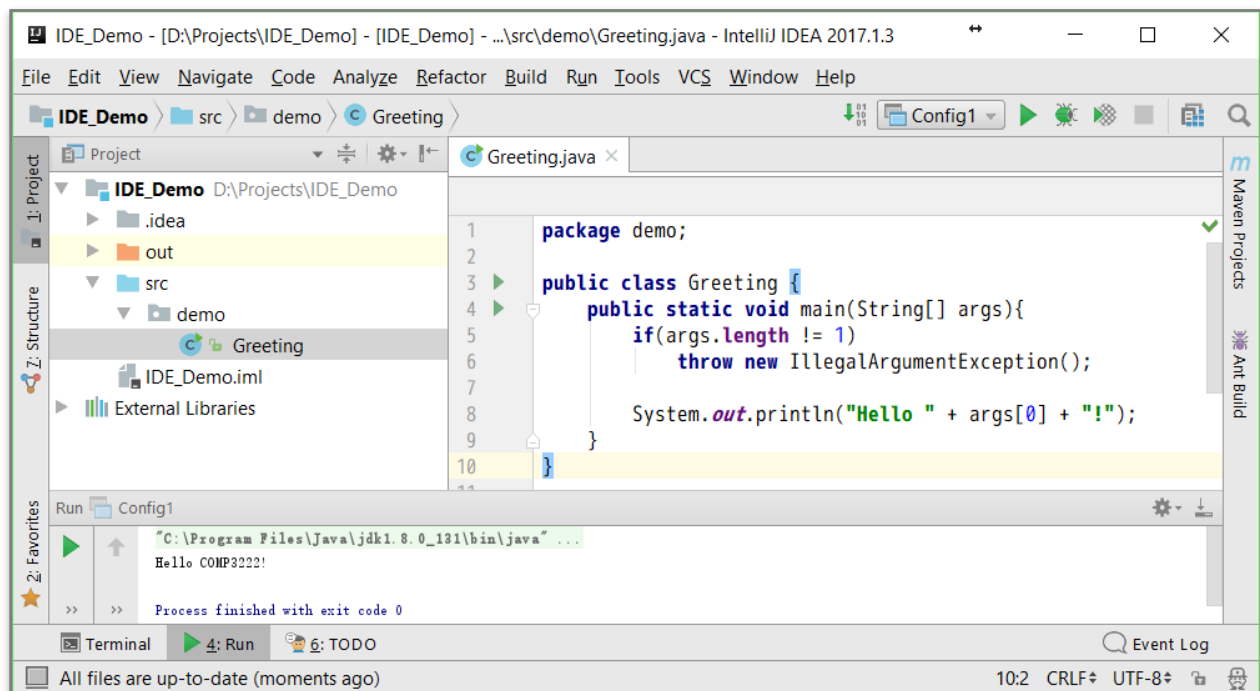 IDE_Demo - [D:\Projects\IDE_Demo] - [IDE_Demo] - ...\src\demo\Greeting.java - IntelliJ IDEA 2017.1.3
File Edit View Navigate Code Analyze Refactor Build Run Tools VCS Window Help
IDE_Demo src demo Greeting Config1
1: Project
7: Structure
2: Favorites
Project
IDE_Demo D:\Projects\IDE_Demo
.idea
out
src
demo
Greeting
IDE_Demo.iml
External Libraries
Greeting.java
1 package demo;
2
3 public class Greeting {
4 public static void main(String[] args){
5 if(args.length != 1)
6 throw new IllegalArgumentException();
7
8 System.out.println("Hello " + args[0] + "!");
9 }
10 }
11
Maven Projects
Ant Build
Run Config1
"C:\Program Files\Java\jdk1.8.0_131\bin\java" ...
Hello COMP3222!
Process finished with exit code 0
Terminal 4: Run 6: TODO Event Log
All files are up-to-date (moments ago) 10:2 CRLF UTF-8